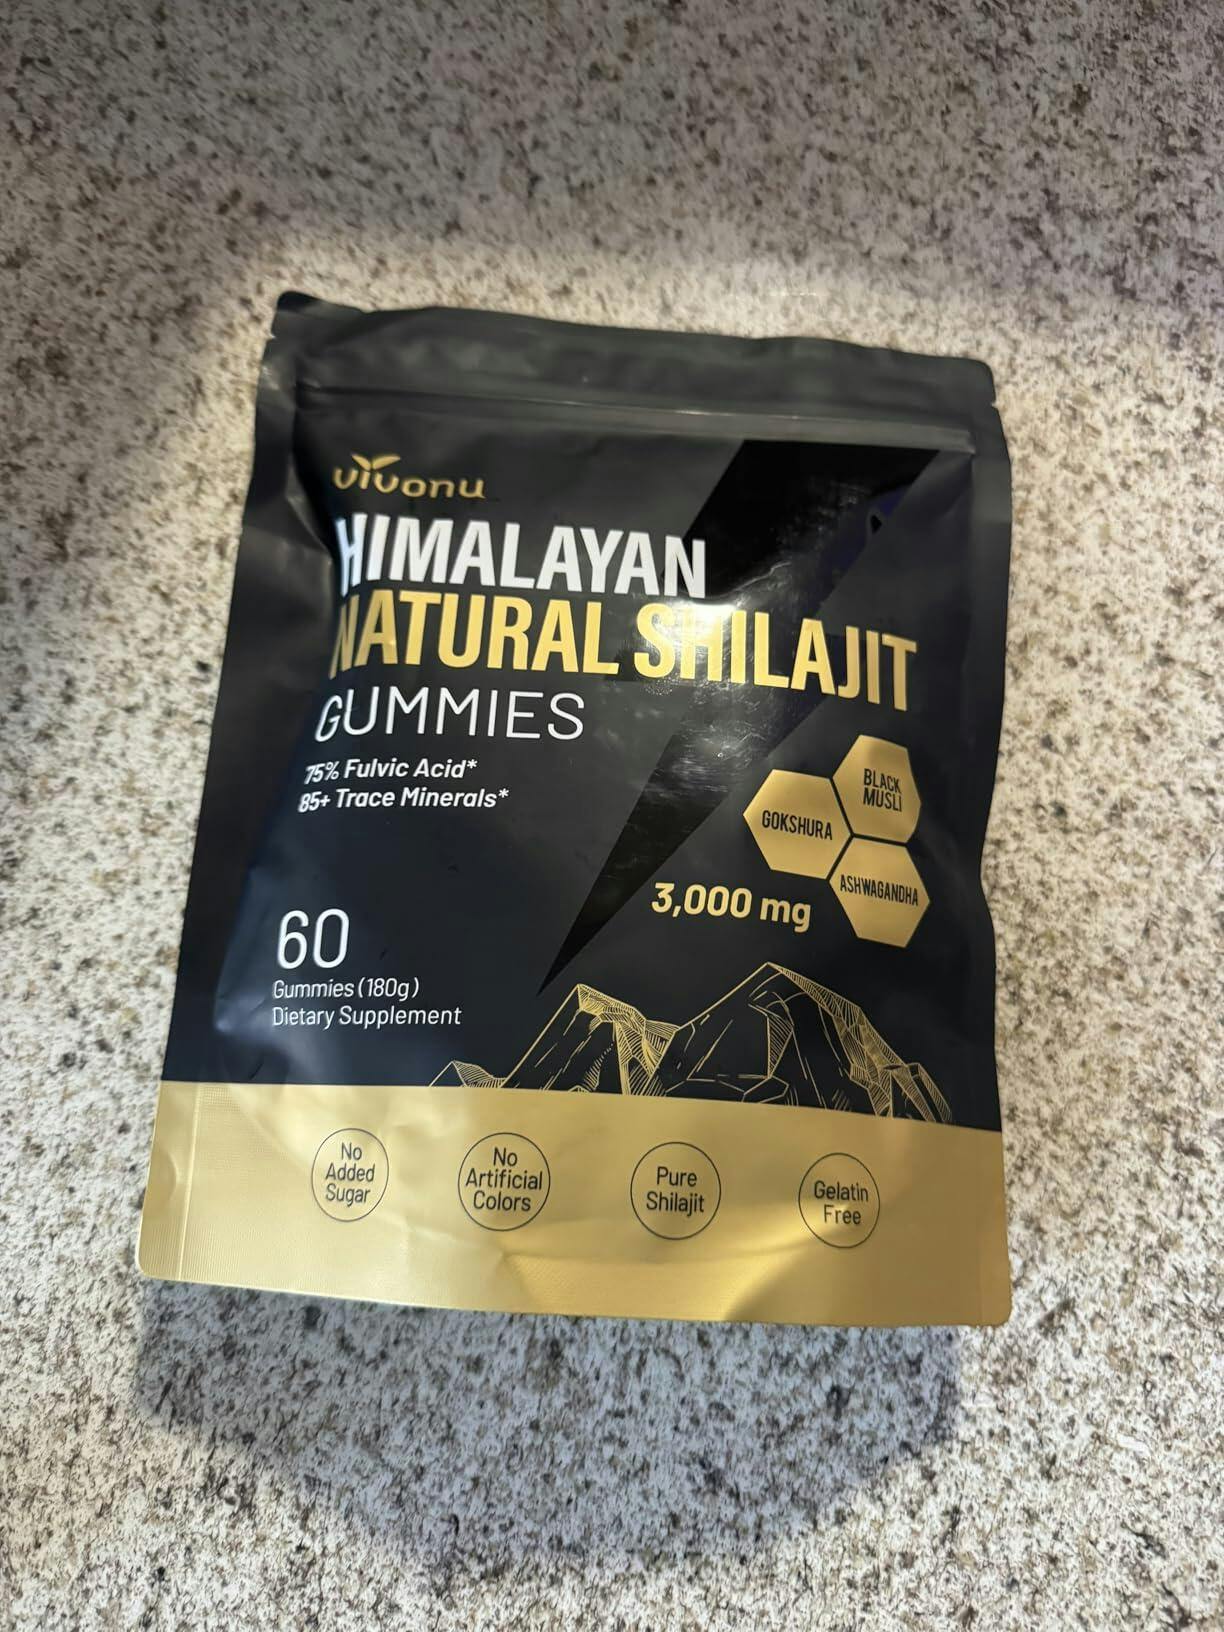 vivonu
HIMALAYAN
NATURAL SHILAJIT
GUMMIES
75% Fulvic Acid*
85+ Trace Minerals*
BLACK
MUSLI
GOKSHURA
ASHWAGANDHA
3,000 mg
60
Gummies (180g)
Dietary Supplement
No
Added
Sugar
No
Artificial
Colors
Pure
Shilajit
Gelatin
Free